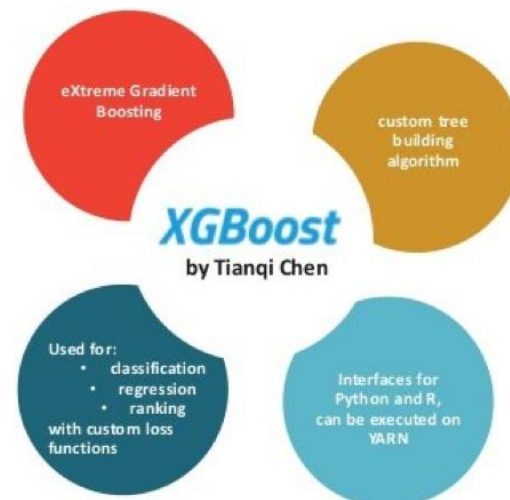 eXtreme Gradient
Boosting
custom tree
building
algorithm
XGBoost
by Tianqi Chen
Used for:
• classification
• regression
• ranking
with custom loss
functions
Interfaces for
Python and R,
can be executed on
YARN